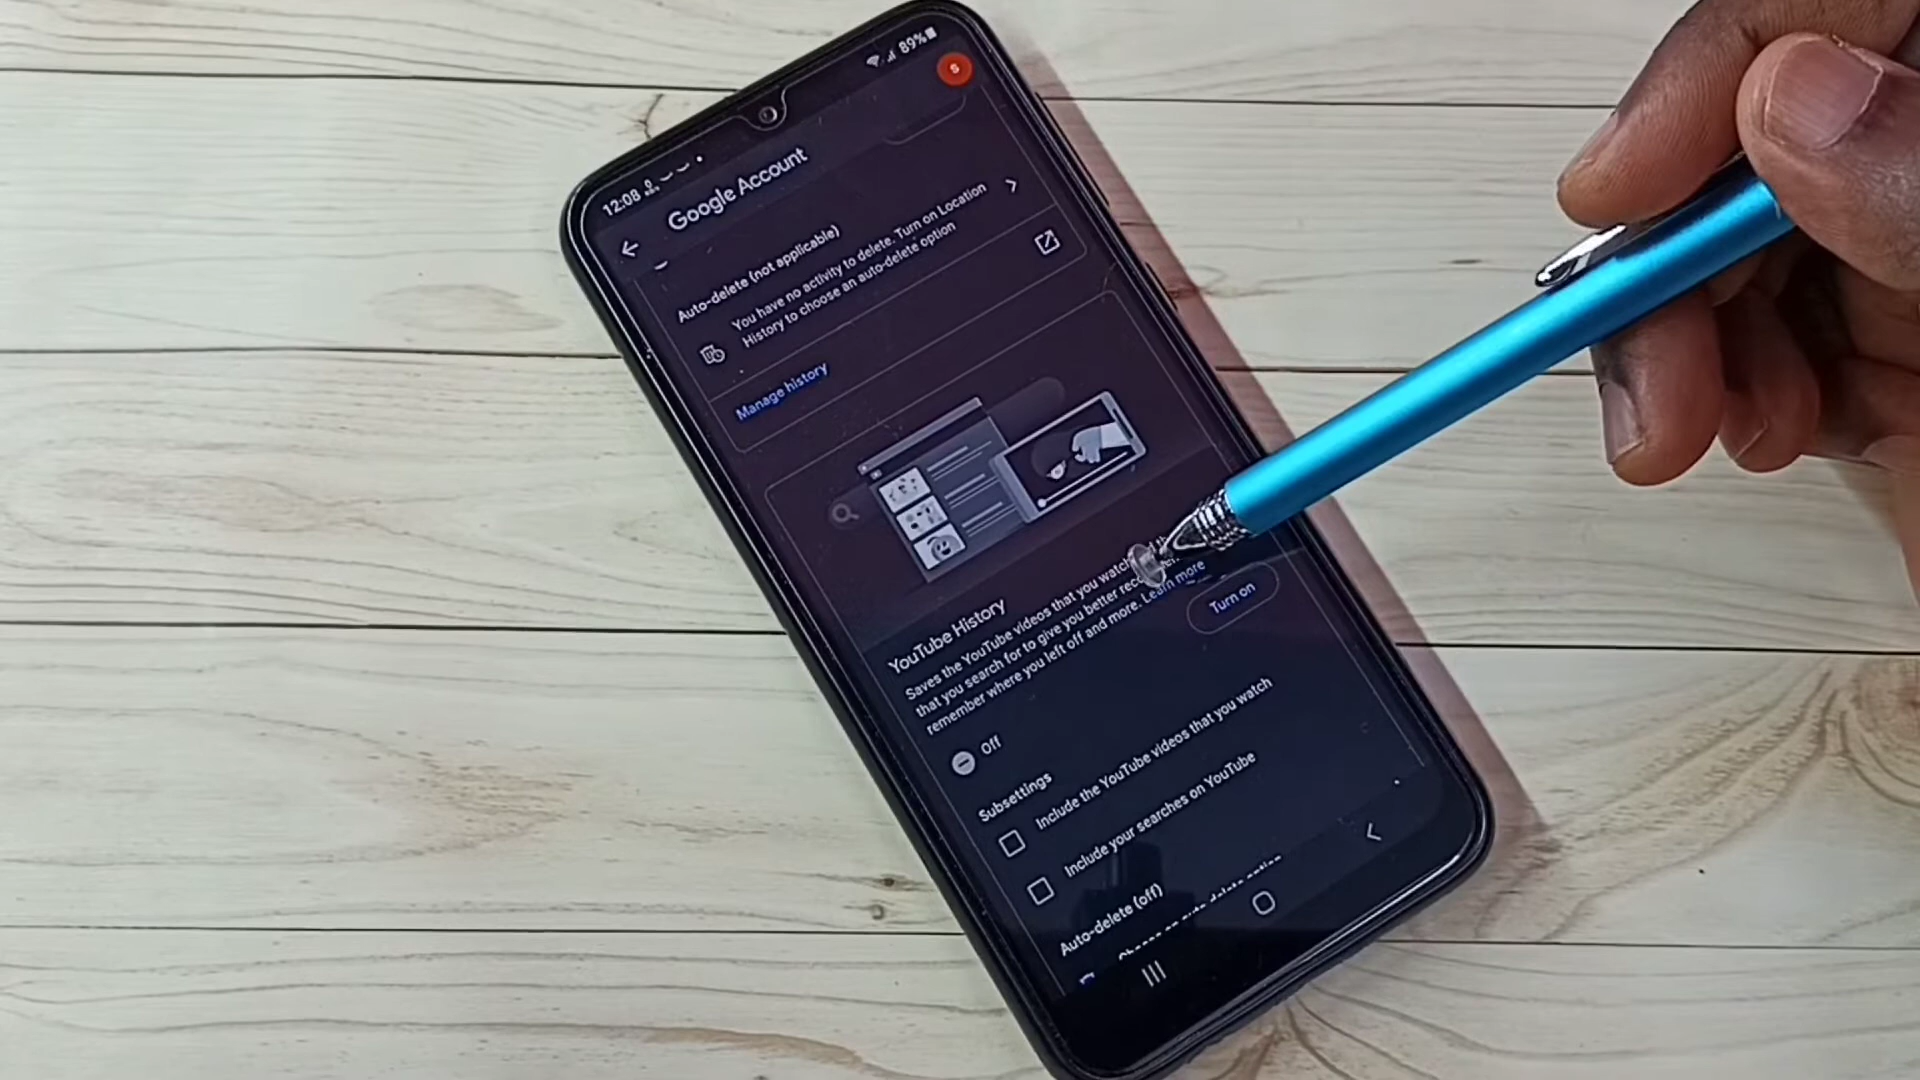 12:08
89%
S
Google Account
Auto-delete (not applicable)
You have no activity to delete. Turn on Location
History to choose an auto-delete option
Manage history
YouTube History
Saves the YouTube videos that you watch
that you search for to give you better
remember where you left off and more. Learn more
Turn on
Off
Subsettings
Include the YouTube videos that you watch
Include your searches on YouTube
Auto-delete (off)